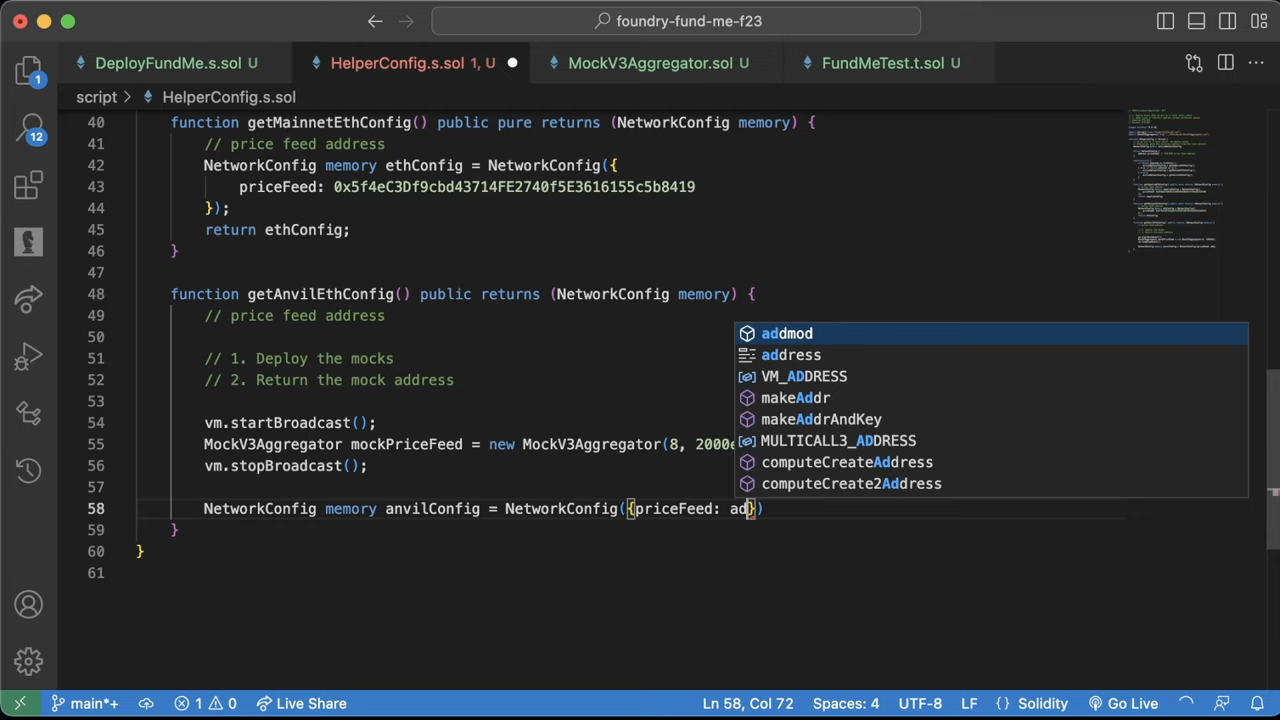 foundry-fund-me-f23
DeployFundMe.s.sol U
HelperConfig.s.sol 1, U
MockV3Aggregator.sol U
FundMeTest.t.sol U
script > HelperConfig.s.sol
1
12
40 function getMainnetEthConfig() public pure returns (NetworkConfig memory) {
41 // price feed address
42 NetworkConfig memory ethConfig = NetworkConfig({
43 priceFeed: 0x5f4eC3Df9cbd43714FE2740f5E3616155c5b8419
44 });
45 return ethConfig;
46 }
47
48 function getAnvilEthConfig() public returns (NetworkConfig memory) {
49 // price feed address
50
51 // 1. Deploy the mocks
52 // 2. Return the mock address
53
54 vm.startBroadcast();
55 MockV3Aggregator mockPriceFeed = new MockV3Aggregator(8, 2000e
56 vm.stopBroadcast();
57
58 NetworkConfig memory anvilConfig = NetworkConfig({priceFeed: ad})
59 }
60 }
61
addmod
address
VM_ADDRESS
makeAddr
makeAddrAndKey
MULTICALL3_ADDRESS
computeCreateAddress
computeCreate2Address
main*+
1 0
Live Share
Ln 58, Col 72
Spaces: 4
UTF-8
LF
{ } Solidity
Go Live